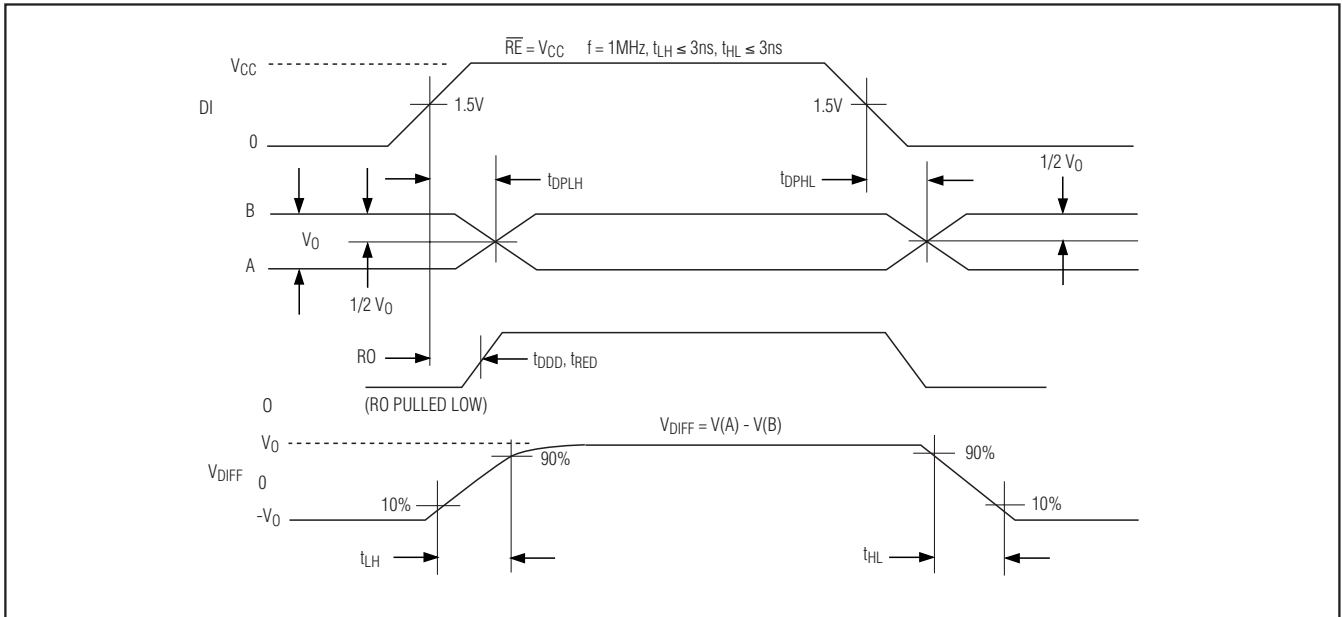 RE = VCC f = 1MHz, tLH ≤ 3ns, tHL ≤ 3ns
VCC
DI
1.5V
1.5V
0
1/2 VO
tDPLH
tDPHL
B
VO
A
1/2 VO
RO
tDDD, tRED
0
(RO PULLED LOW)
VDIFF = V(A) - V(B)
VO
90%
90%
VDIFF
0
10%
10%
-VO
tLH
tHL